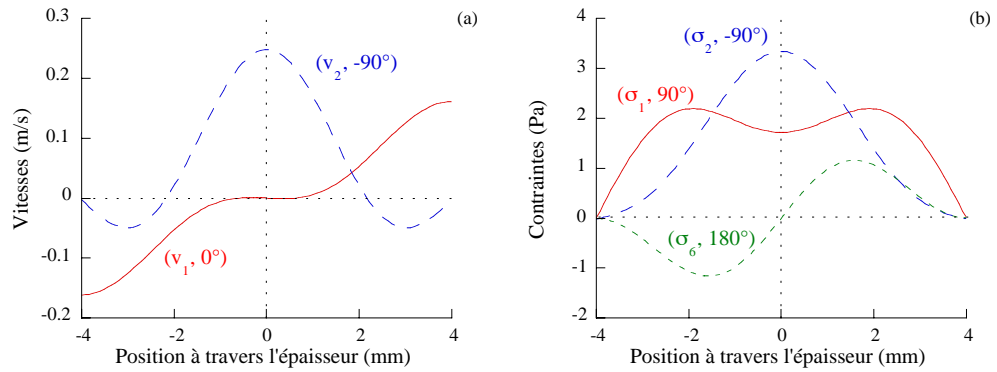 (a)
0.3
0.2
0.1
0
-0.1
-0.2
Vitesses (m/s)
(v2, -90°)
(v1, 0°)
-4 -2 0 2 4
Position à travers l'épaisseur (mm)
(b)
4
3
2
1
0
-1
-2
Contraintes (Pa)
(σ2, -90°)
(σ1, 90°)
(σ6, 180°)
-4 -2 0 2 4
Position à travers l'épaisseur (mm)